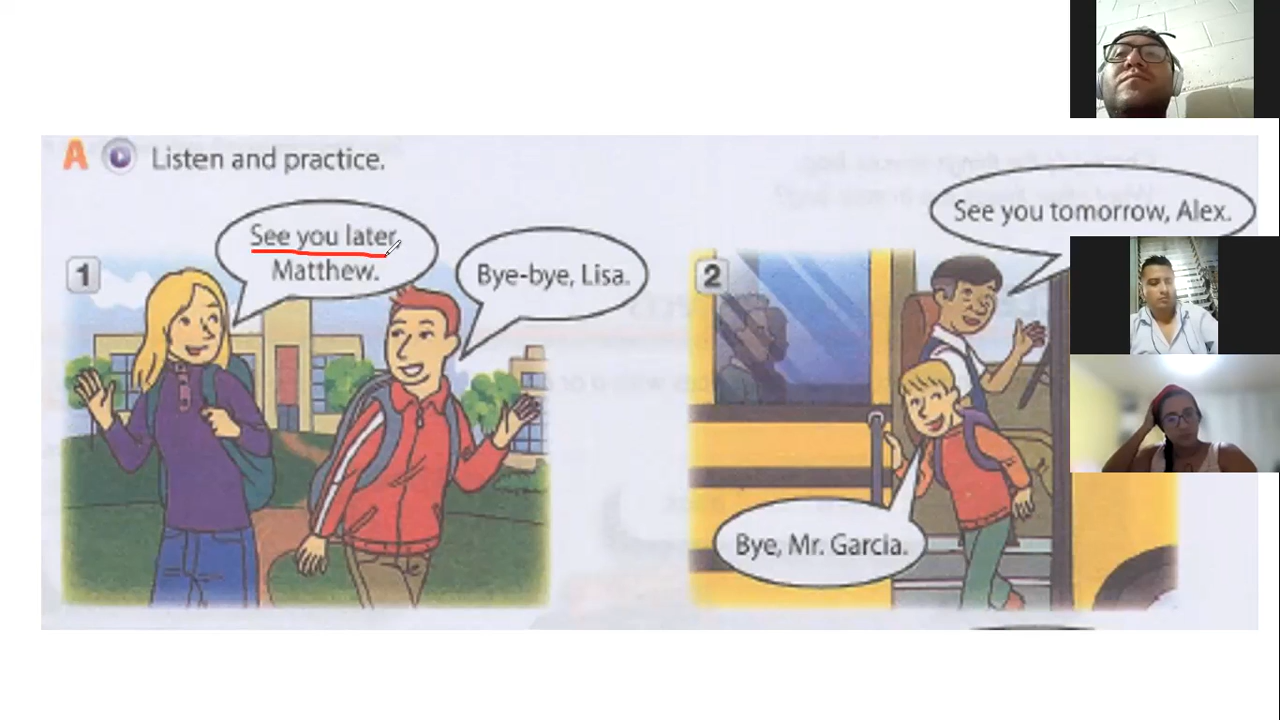 A Listen and practice.
1
See you later,
Matthew.
Bye-bye, Lisa.
2
See you tomorrow, Alex.
Bye, Mr. Garcia.